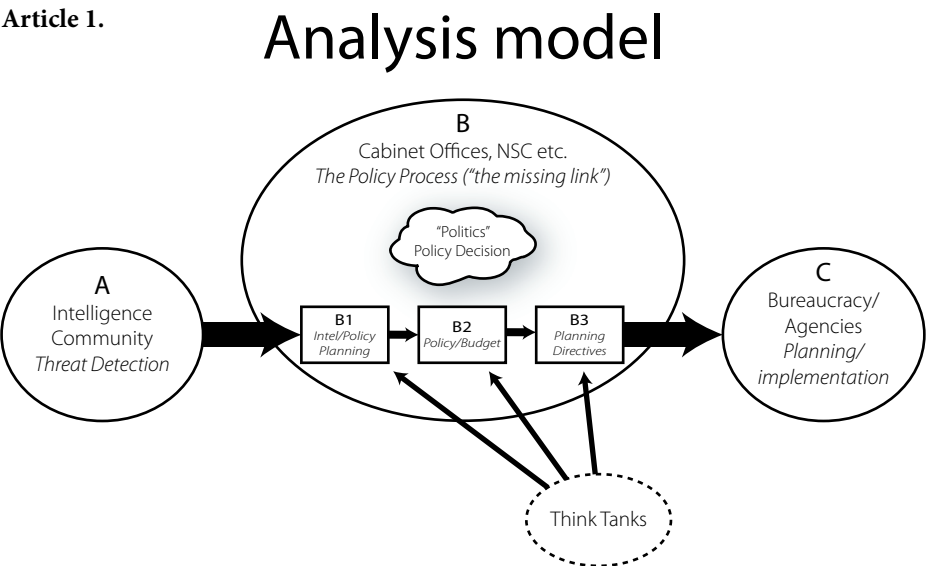 Article 1.
Analysis model
B
Cabinet Offices, NSC etc.
The Policy Process ("the missing link")
"Politics"
Policy Decision
A
Intelligence
Community
Threat Detection
B1
Intel/Policy
Planning
B2
Policy/Budget
B3
Planning
Directives
C
Bureaucracy/
Agencies
Planning/
implementation
Think Tanks